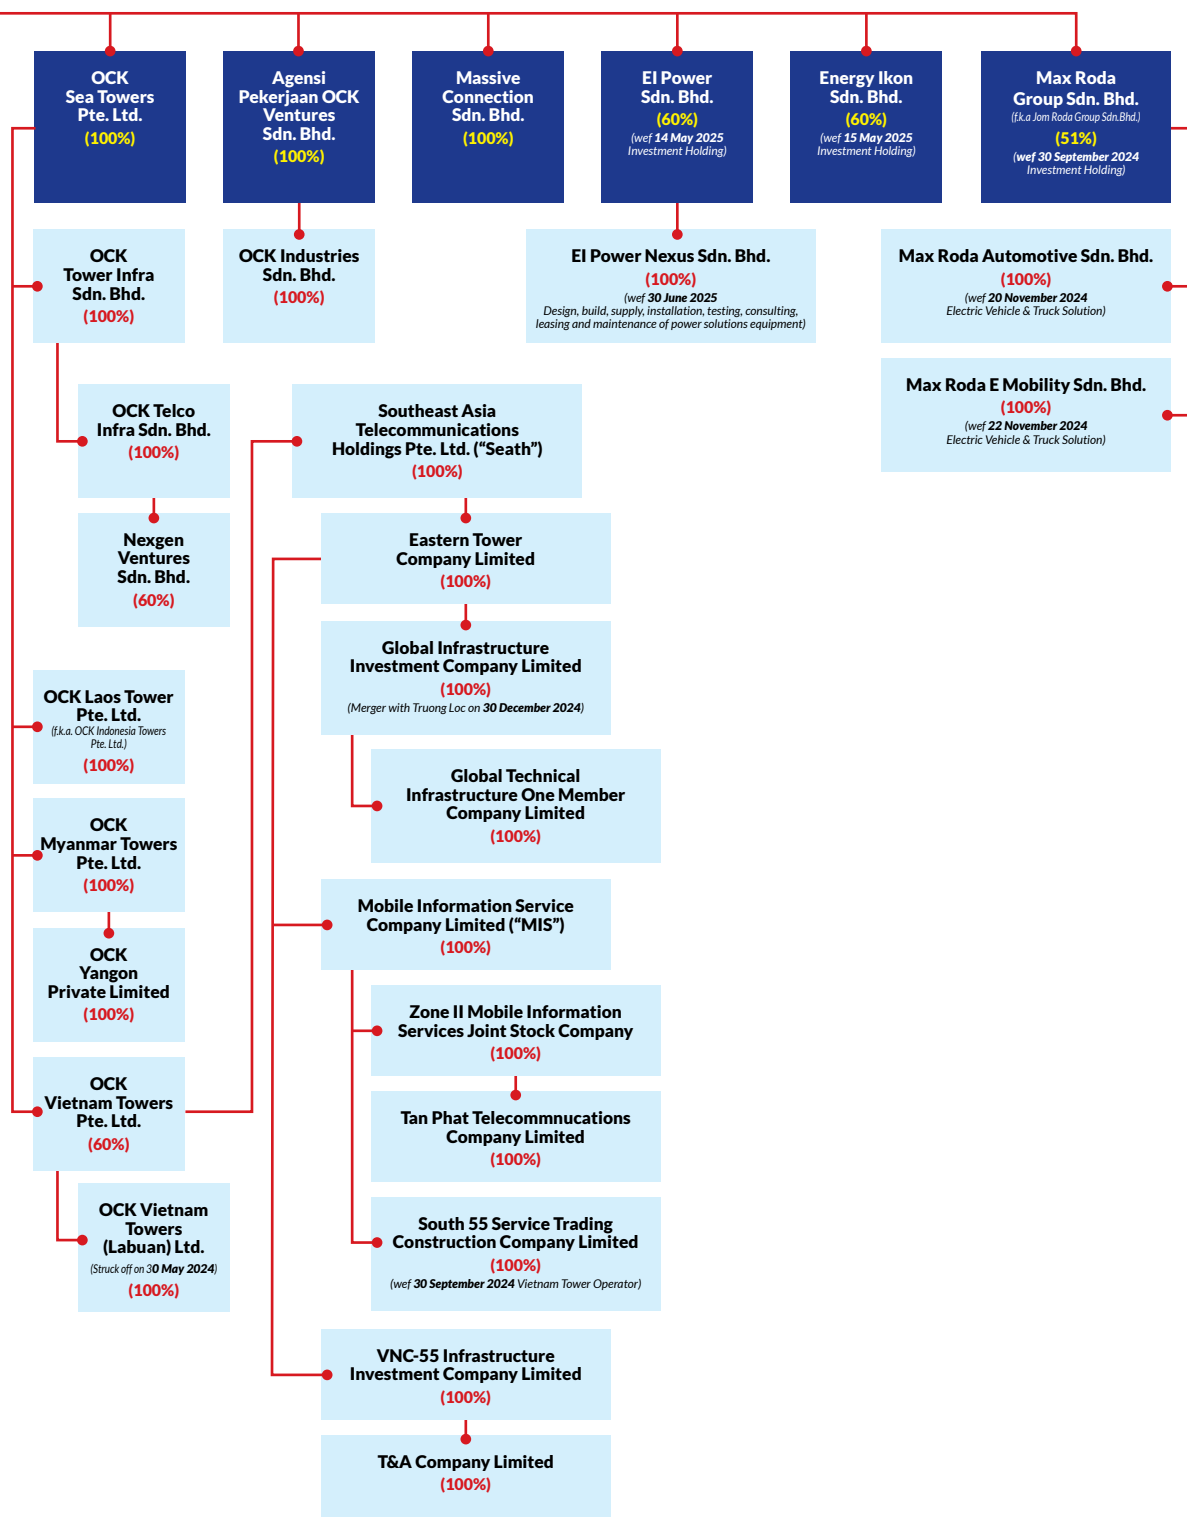 OCK
Sea Towers
Pte. Ltd.
(100%)
Agensi
Pekerjaan OCK
Ventures
Sdn. Bhd.
(100%)
Massive
Connection
Sdn. Bhd.
(100%)
EI Power
Sdn. Bhd.
(60%)
(wef 14 May 2025
Investment Holding)
Energy Ikon
Sdn. Bhd.
(60%)
(wef 15 May 2025
Investment Holding)
Max Roda
Group Sdn. Bhd.
(f.k.a Jom Roda Group Sdn.Bhd.)
(51%)
(wef 30 September 2024
Investment Holding)
OCK
Tower Infra
Sdn. Bhd.
(100%)
OCK Industries
Sdn. Bhd.
(100%)
EI Power Nexus Sdn. Bhd.
(100%)
(wef 30 June 2025
Design, build, supply, installation, testing, consulting,
leasing and maintenance of power solutions equipment)
Max Roda Automotive Sdn. Bhd.
(100%)
(wef 20 November 2024
Electric Vehicle & Truck Solution)
Max Roda E Mobility Sdn. Bhd.
(100%)
(wef 22 November 2024
Electric Vehicle & Truck Solution)
OCK Telco
Infra Sdn. Bhd.
(100%)
Nexgen
Ventures
Sdn. Bhd.
(60%)
OCK Laos Tower
Pte. Ltd.
(f.k.a. OCK Indonesia Towers
Pte. Ltd.)
(100%)
OCK
Myanmar Towers
Pte. Ltd.
(100%)
OCK
Yangon
Private Limited
(100%)
OCK
Vietnam Towers
Pte. Ltd.
(60%)
OCK Vietnam
Towers
(Labuan) Ltd.
(Struck off on 30 May 2024)
(100%)
Southeast Asia
Telecommunications
Holdings Pte. Ltd. (“Seath”)
(100%)
Eastern Tower
Company Limited
(100%)
Global Infrastructure
Investment Company Limited
(100%)
(Merger with Truong Loc on 30 December 2024)
Global Technical
Infrastructure One Member
Company Limited
(100%)
Mobile Information Service
Company Limited (“MIS”)
(100%)
Zone II Mobile Information
Services Joint Stock Company
(100%)
Tan Phat Telecommnucations
Company Limited
(100%)
South 55 Service Trading
Construction Company Limited
(100%)
(wef 30 September 2024 Vietnam Tower Operator)
VNC-55 Infrastructure
Investment Company Limited
(100%)
T&A Company Limited
(100%)